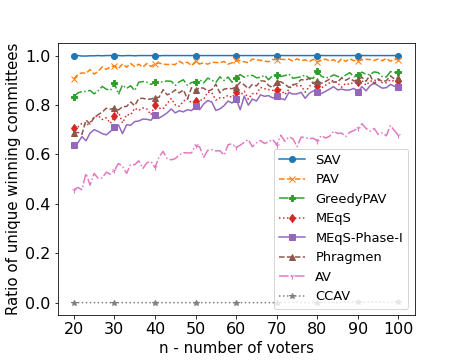 Ratio of unique winning committees
1.0
0.8
0.6
0.4
0.2
0.0
SAV
PAV
GreedyPAV
MEqS
MEqS-Phase-I
Phragmen
AV
CCAV
20 30 40 50 60 70 80 90 100
n - number of voters